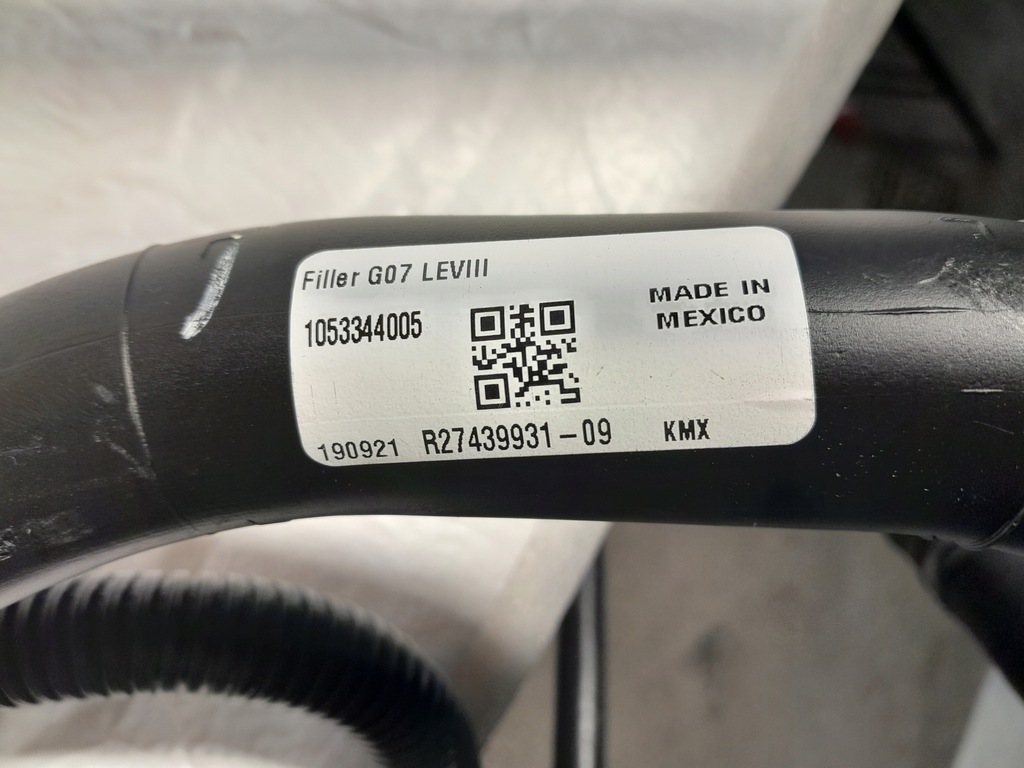 Filler G07 LEVIII
1053344005
MADE IN
MEXICO
190921 R27439931-09 KMX